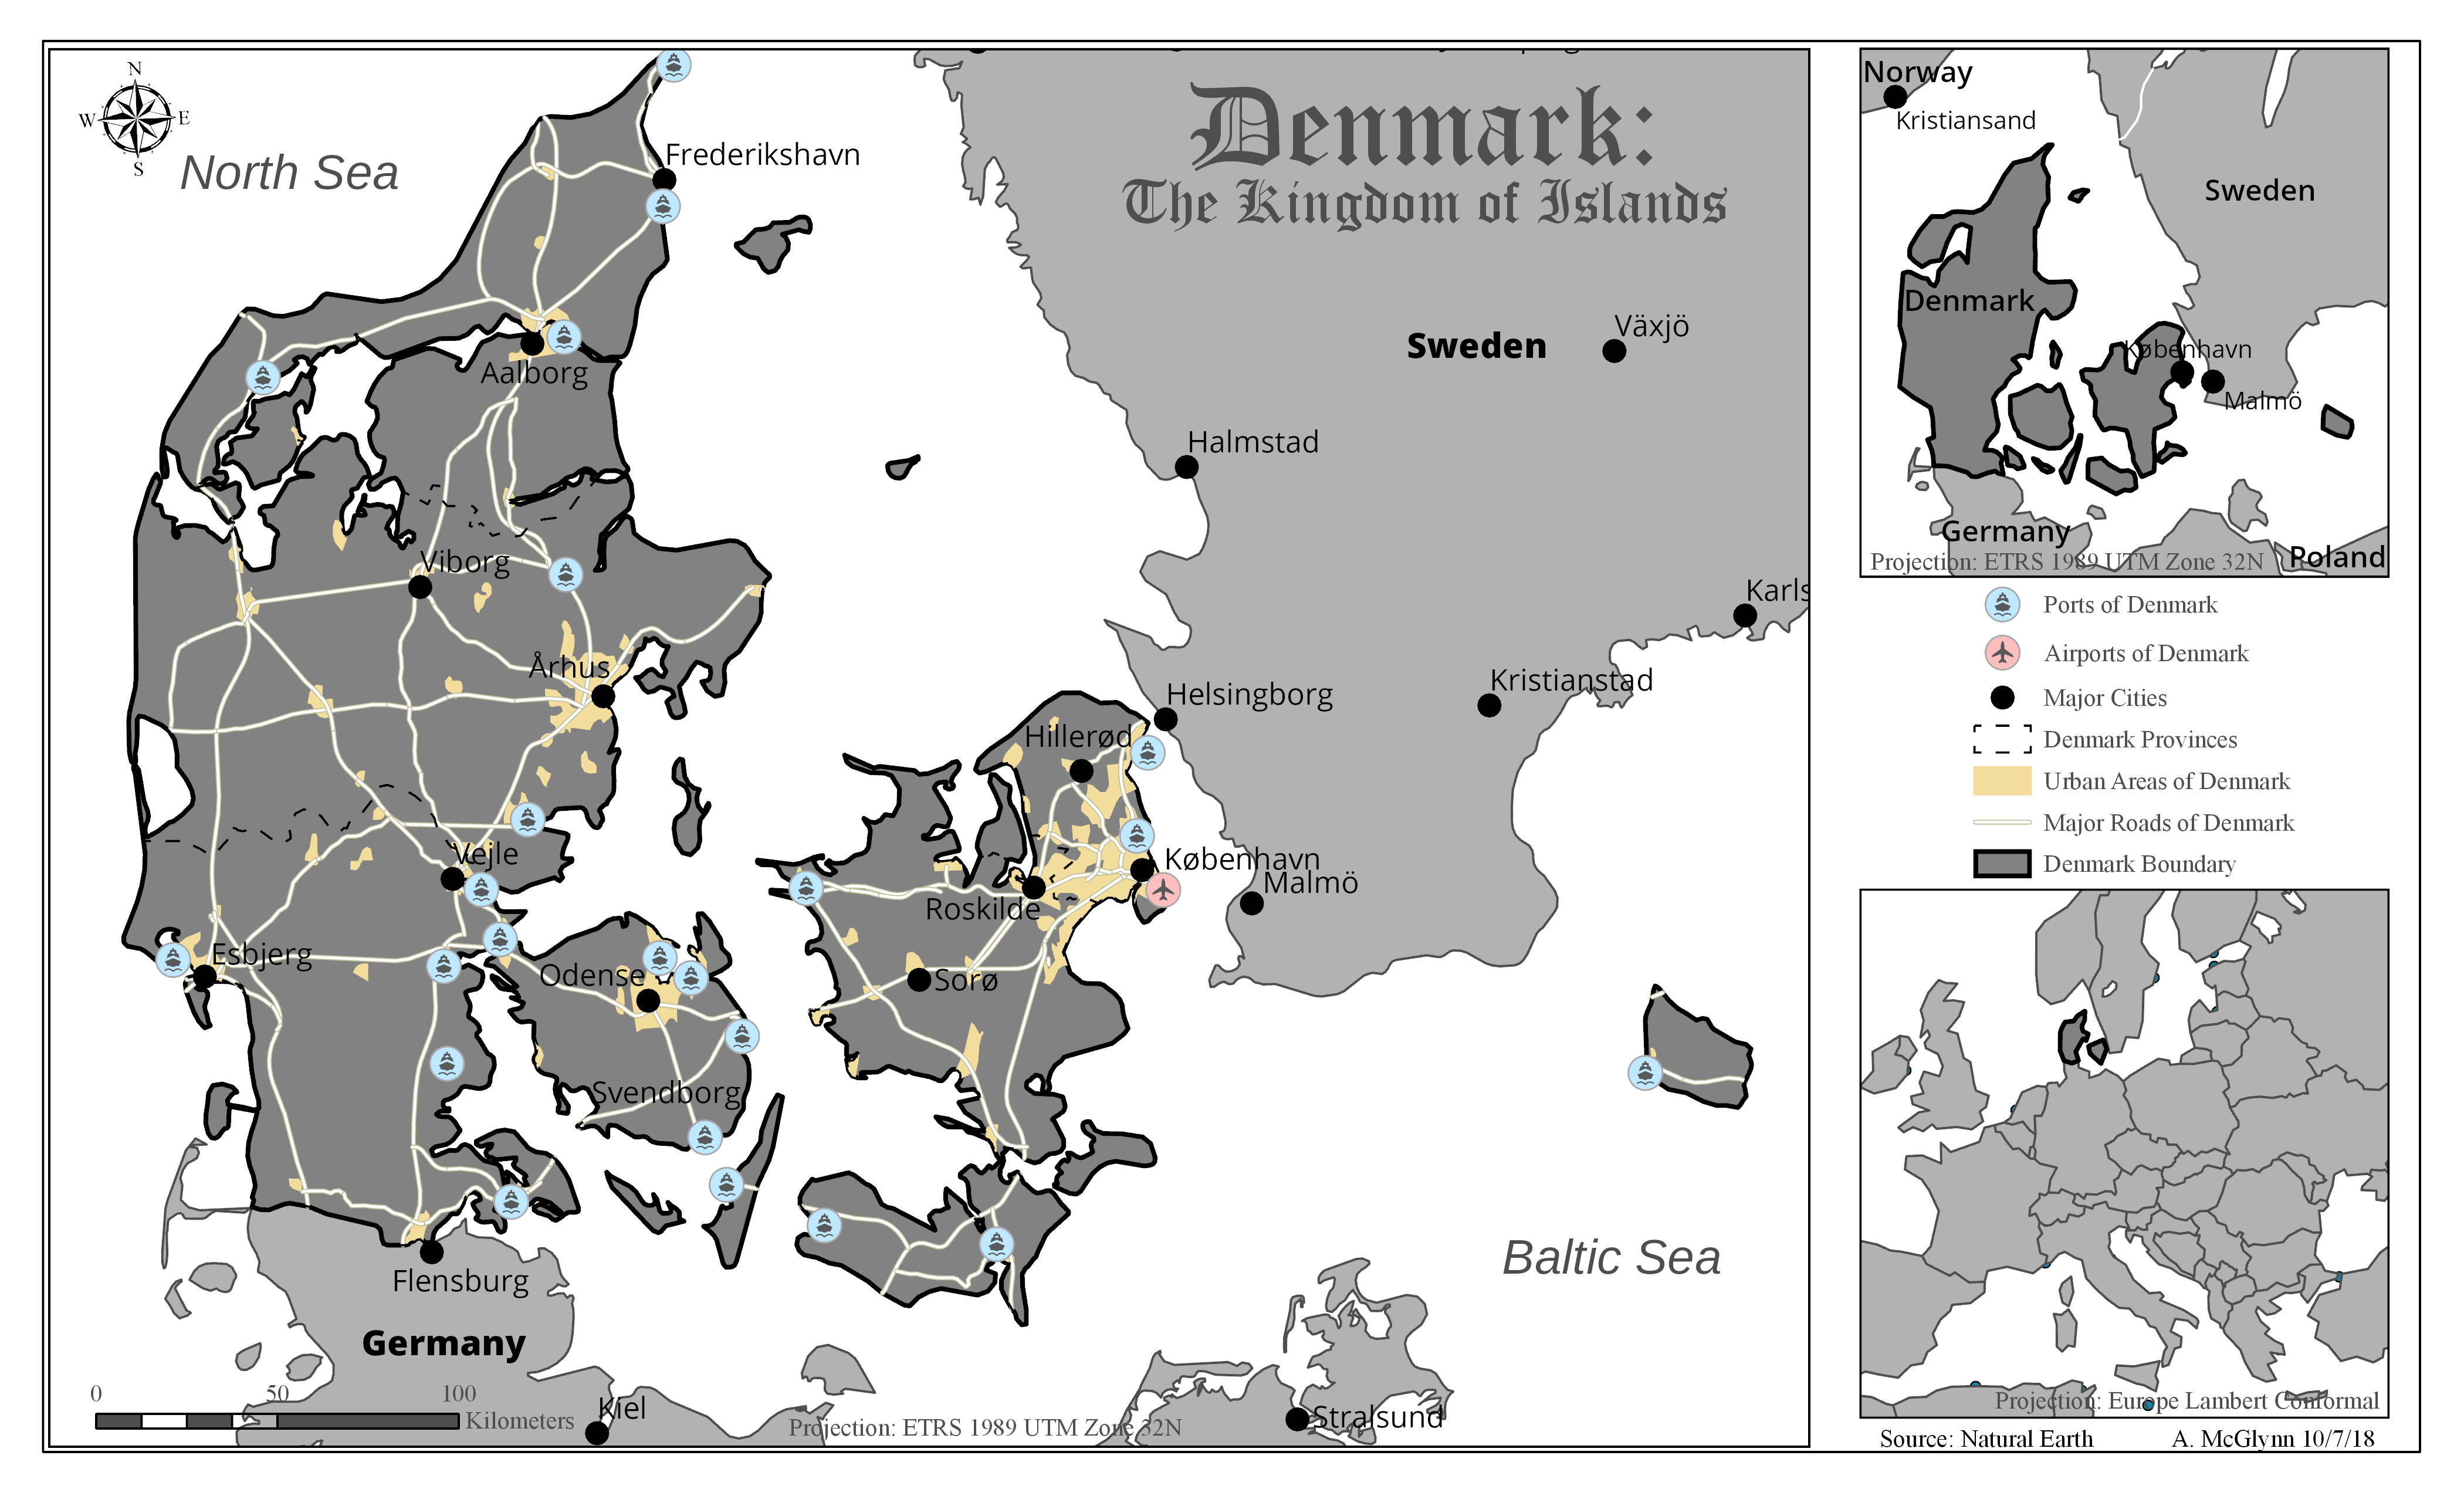 Denmark:
The Kingdom of Islands
N
W
E
S
North Sea
Frederikshavn
Aalborg
Sweden
Växjö
Halmstad
Viborg
Karls
Århus
Kristianstad
Helsingborg
Hillerød
Vejle
København
Malmö
Roskilde
Esbjerg
Odense
Sorø
Svendborg
Baltic Sea
Flensburg
Germany
0 50 100
Kilometers
Kiel
Stralsund
Projection: ETRS 1989 UTM Zone 32N
Norway
Kristiansand
Sweden
Denmark
København
Malmö
Germany
Poland
Projection: ETRS 1989 UTM Zone 32N
Ports of Denmark
Airports of Denmark
Major Cities
Denmark Provinces
Urban Areas of Denmark
Major Roads of Denmark
Denmark Boundary
Projection: Europe Lambert Conformal
Source: Natural Earth
A. McGlynn 10/7/18